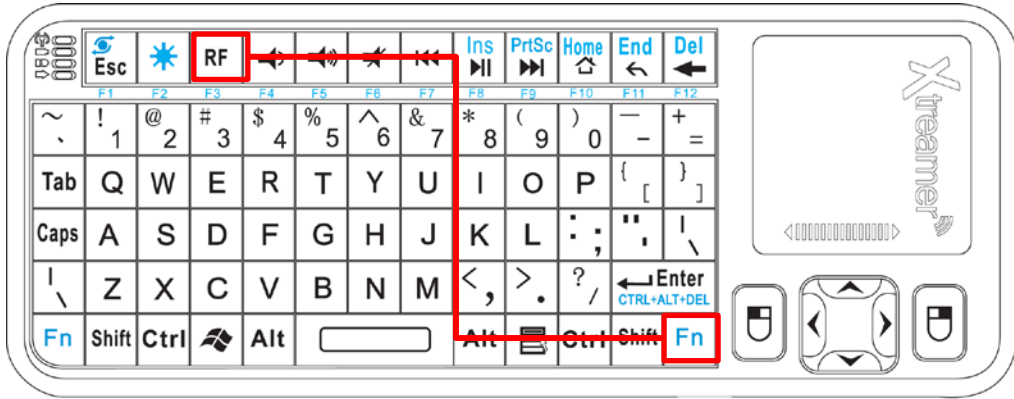 Ins PrtSc Home End Del
Esc RF
F1 F2 F3 F4 F5 F6 F7 F8 F9 F10 F11 F12
~ ` ! 1 @ 2 # 3 $ 4 % 5 ^ 6 & 7 * 8 ( 9 ) 0 — – + =
Tab Q W E R T Y U I O P { [ } ]
Caps A S D F G H J K L : ; " ' | \
| \ Z X C V B N M < , > . ? / Enter
CTRL+ALT+DEL
Fn Shift Ctrl Alt Alt Ctrl Shift Fn
Xtreamer